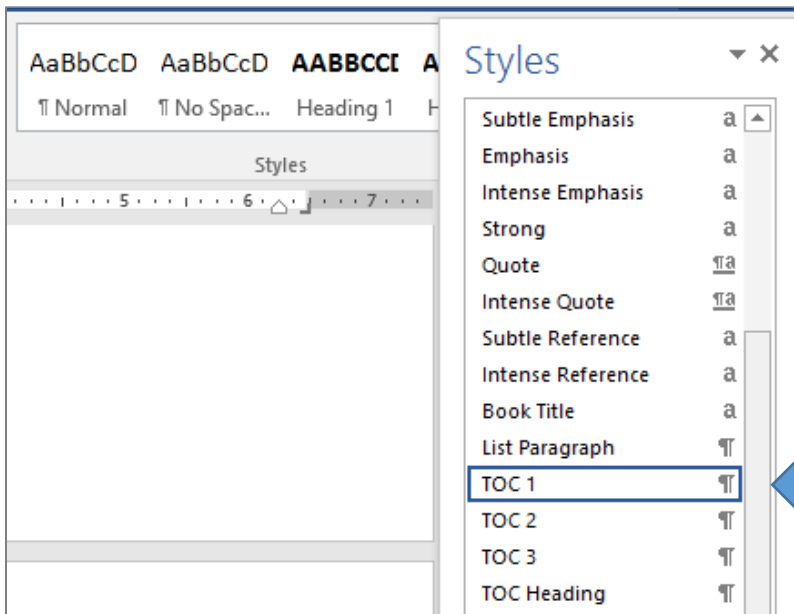 AaBbCcD AaBbCcD AABBCCI A
¶ Normal ¶ No Spac... Heading 1 H
Styles
5 6 7
Styles
Subtle Emphasis a
Emphasis a
Intense Emphasis a
Strong a
Quote ¶a
Intense Quote ¶a
Subtle Reference a
Intense Reference a
Book Title a
List Paragraph ¶
TOC 1 ¶
TOC 2 ¶
TOC 3 ¶
TOC Heading ¶